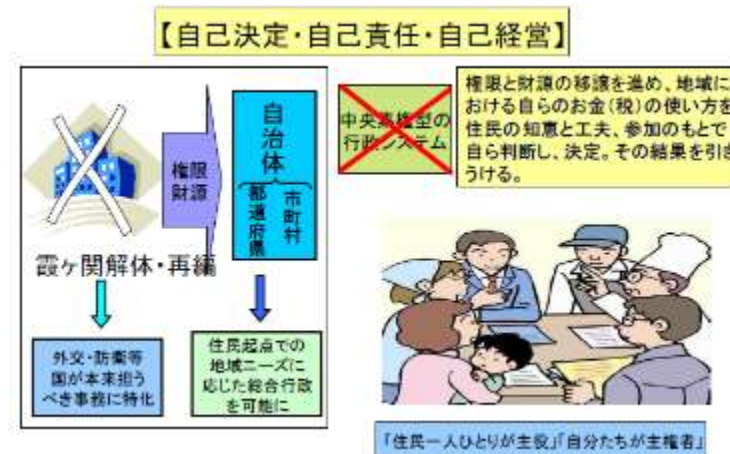 【自己決定・自己責任・自己経営】
権限
財源
自治体
都道府県
市町村
霞ヶ関解体・再編
外交・防衛等
国が本来担う
べき事務に特化
住民起点での
地域ニーズに
応じた総合行政
を可能に
中央集権型の
行政システム
権限と財源の移譲を進め、地域に
おける自らのお金(税)の使い方を
住民の知恵と工夫、参加のもとで
自ら判断し、決定。その結果を引き
うける。
「住民一人ひとりが主役」「自分たちが主権者」